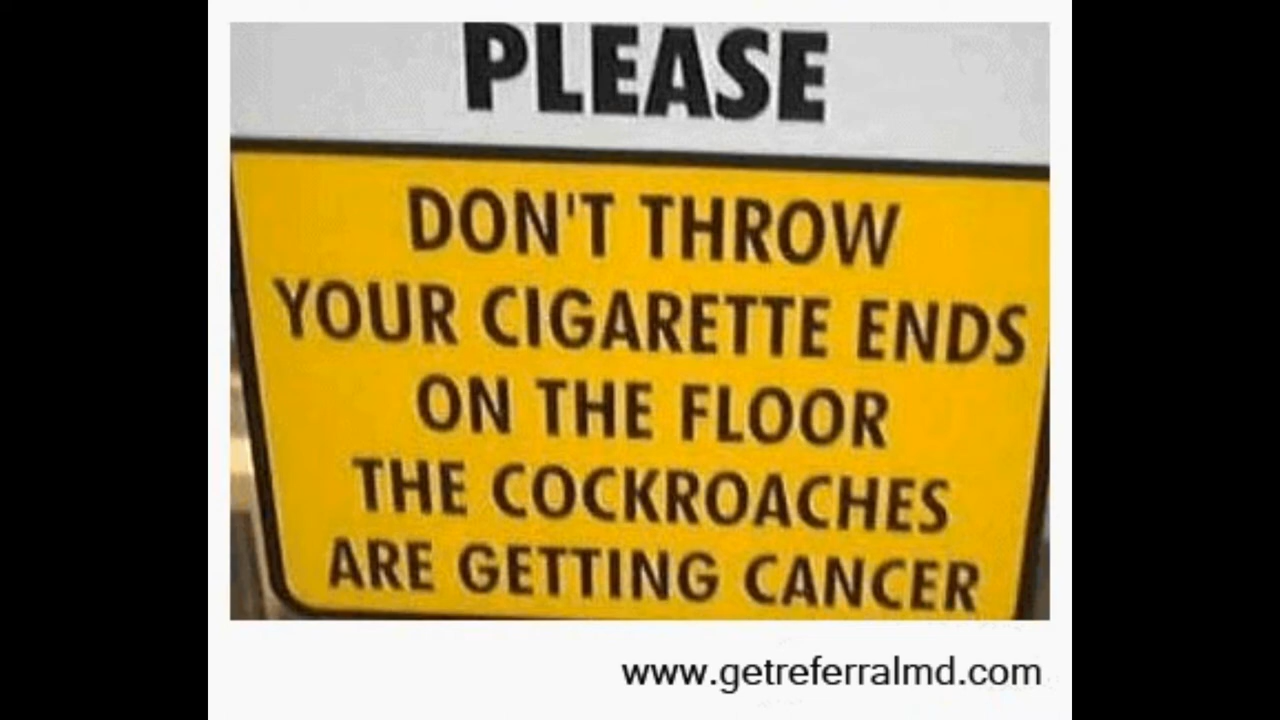 PLEASE
DON'T THROW
YOUR CIGARETTE ENDS
ON THE FLOOR
THE COCKROACHES
ARE GETTING CANCER
www.getreferralmd.com